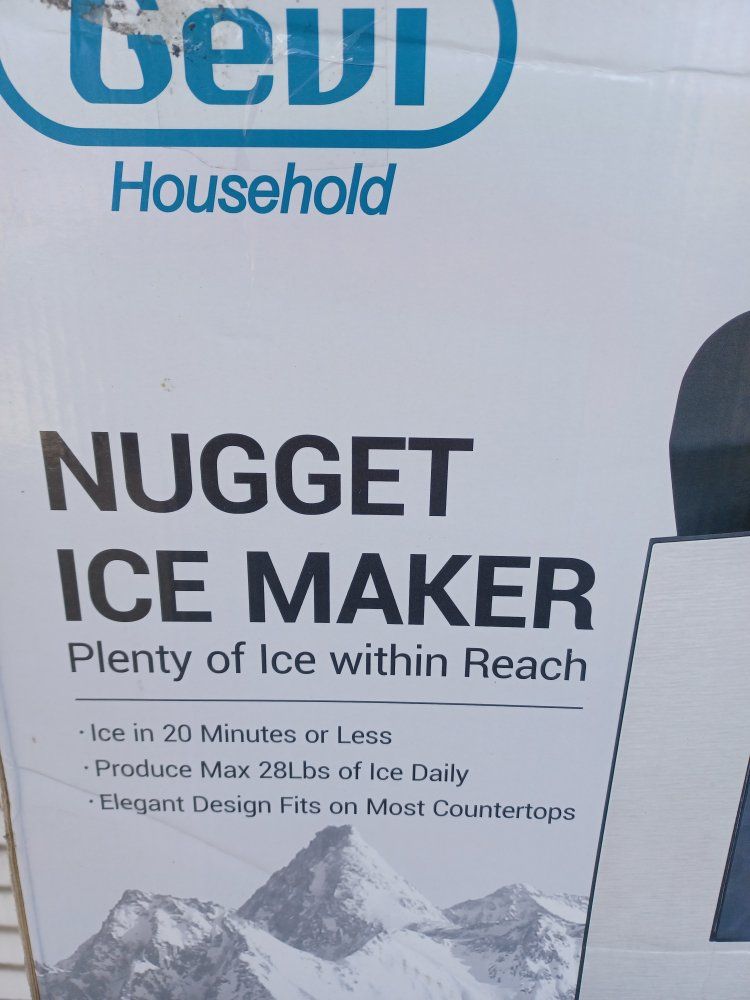 Gevi
Household
NUGGET
ICE MAKER
Plenty of Ice within Reach
· Ice in 20 Minutes or Less
· Produce Max 28Lbs of Ice Daily
· Elegant Design Fits on Most Countertops